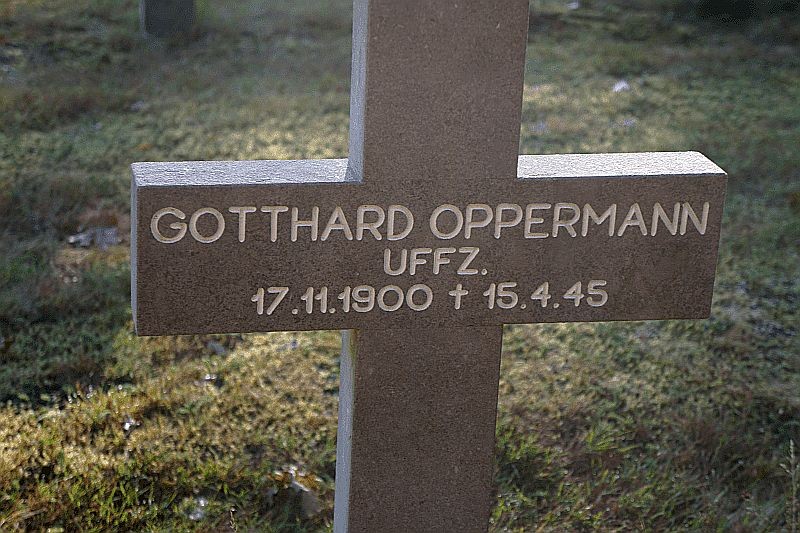 GOTTHARD OPPERMANN
UFFZ.
17.11.1900 † 15.4.45